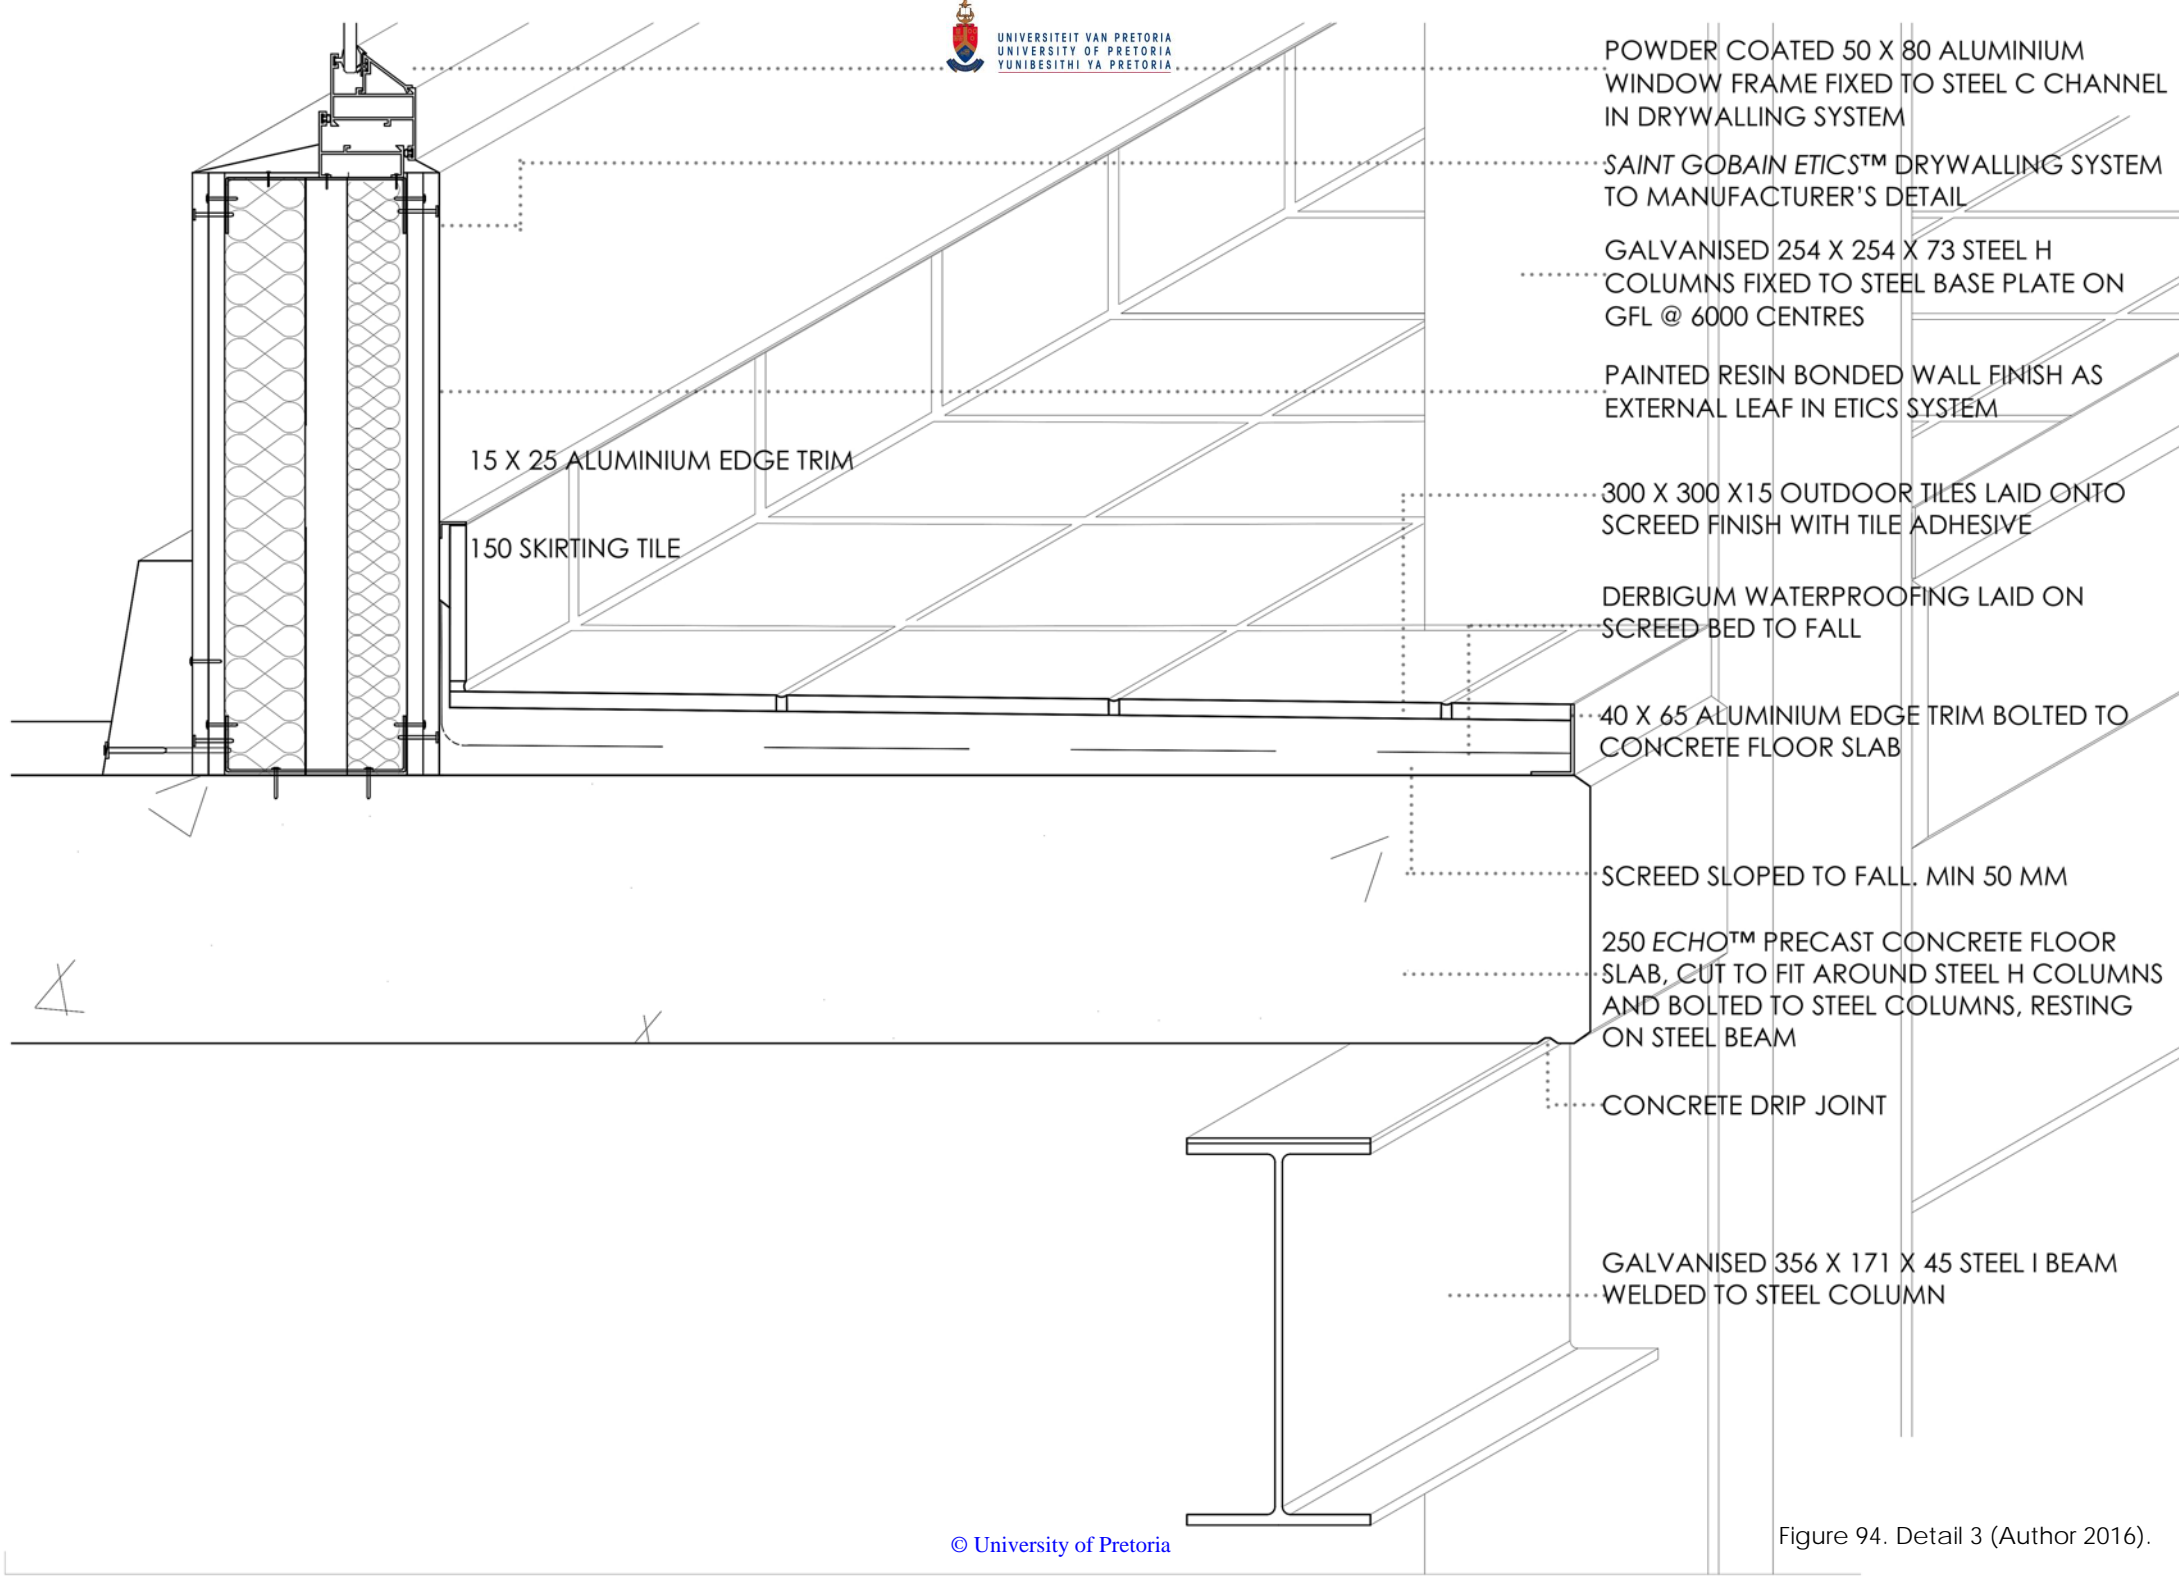 UNIVERSITEIT VAN PRETORIA
UNIVERSITY OF PRETORIA
YUNIBESITHI YA PRETORIA
POWDER COATED 50 X 80 ALUMINIUM
WINDOW FRAME FIXED TO STEEL C CHANNEL
IN DRYWALLING SYSTEM
SAINT GOBAIN ETICS™ DRYWALLING SYSTEM
TO MANUFACTURER'S DETAIL
GALVANISED 254 X 254 X 73 STEEL H
COLUMNS FIXED TO STEEL BASE PLATE ON
GFL @ 6000 CENTRES
PAINTED RESIN BONDED WALL FINISH AS
EXTERNAL LEAF IN ETICS SYSTEM
15 X 25 ALUMINIUM EDGE TRIM
150 SKIRTING TILE
300 X 300 X15 OUTDOOR TILES LAID ONTO
SCREED FINISH WITH TILE ADHESIVE
DERBIGUM WATERPROOFING LAID ON
SCREED BED TO FALL
40 X 65 ALUMINIUM EDGE TRIM BOLTED TO
CONCRETE FLOOR SLAB
SCREED SLOPED TO FALL. MIN 50 MM
250 ECHO™ PRECAST CONCRETE FLOOR
SLAB, CUT TO FIT AROUND STEEL H COLUMNS
AND BOLTED TO STEEL COLUMNS, RESTING
ON STEEL BEAM
CONCRETE DRIP JOINT
GALVANISED 356 X 171 X 45 STEEL I BEAM
WELDED TO STEEL COLUMN
Figure 94. Detail 3 (Author 2016).
© University of Pretoria